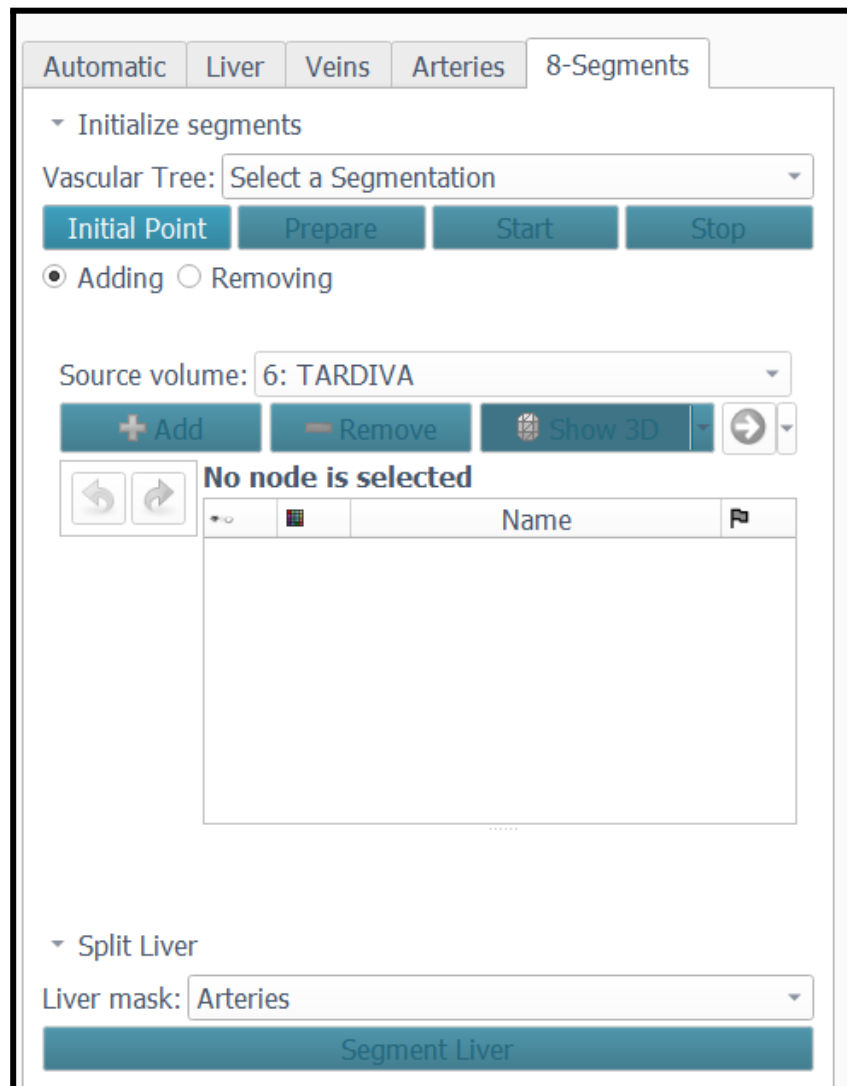 Automatic Liver Veins Arteries 8-Segments
Initialize segments
Vascular Tree: Select a Segmentation
Initial Point Prepare Start Stop
Adding Removing
Source volume: 6: TARDIVA
Add Remove Show 3D
No node is selected
Name
Split Liver
Liver mask: Arteries
Segment Liver